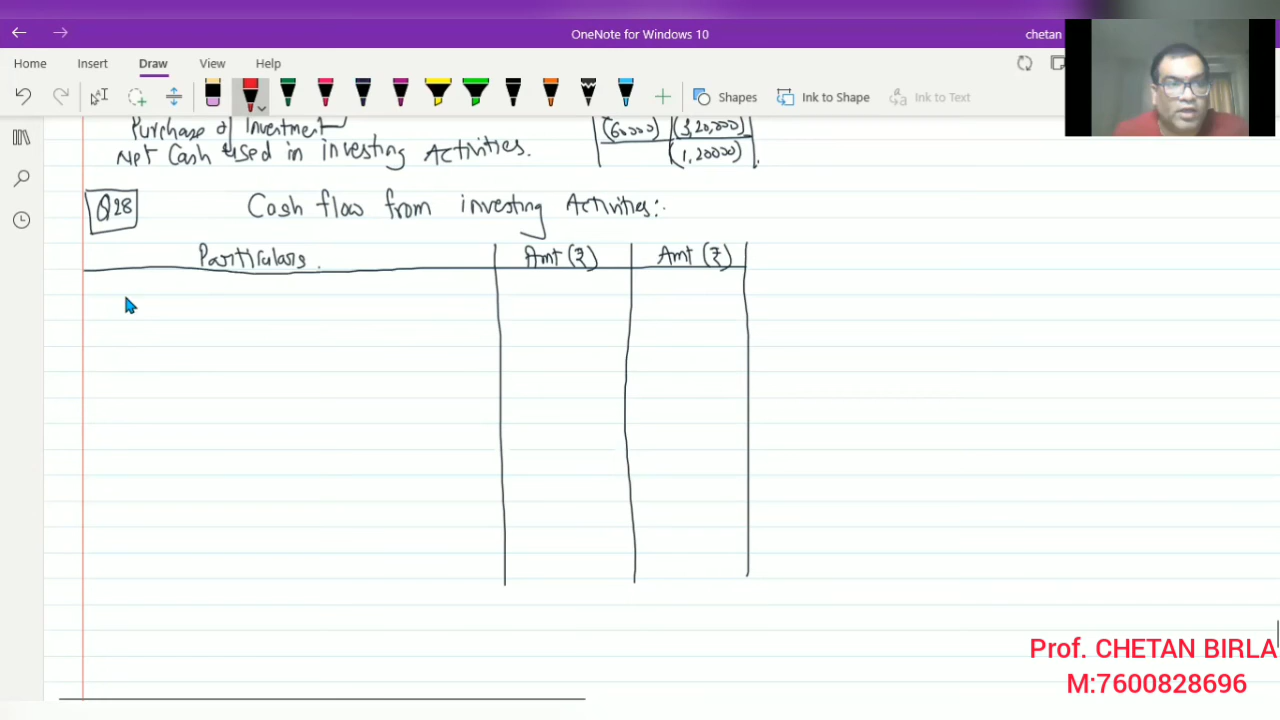 OneNote for Windows 10
chetan
Home Insert Draw View Help
Shapes Ink to Shape Ink to Text
Purchase of Investment (60000) (3,20,000)
Net Cash used in investing Activities. (1,20000)
Q28 Cash flow from investing Activities:
Particulars. Amt (₹) Amt (₹)
Prof. CHETAN BIRLA
M:7600828696